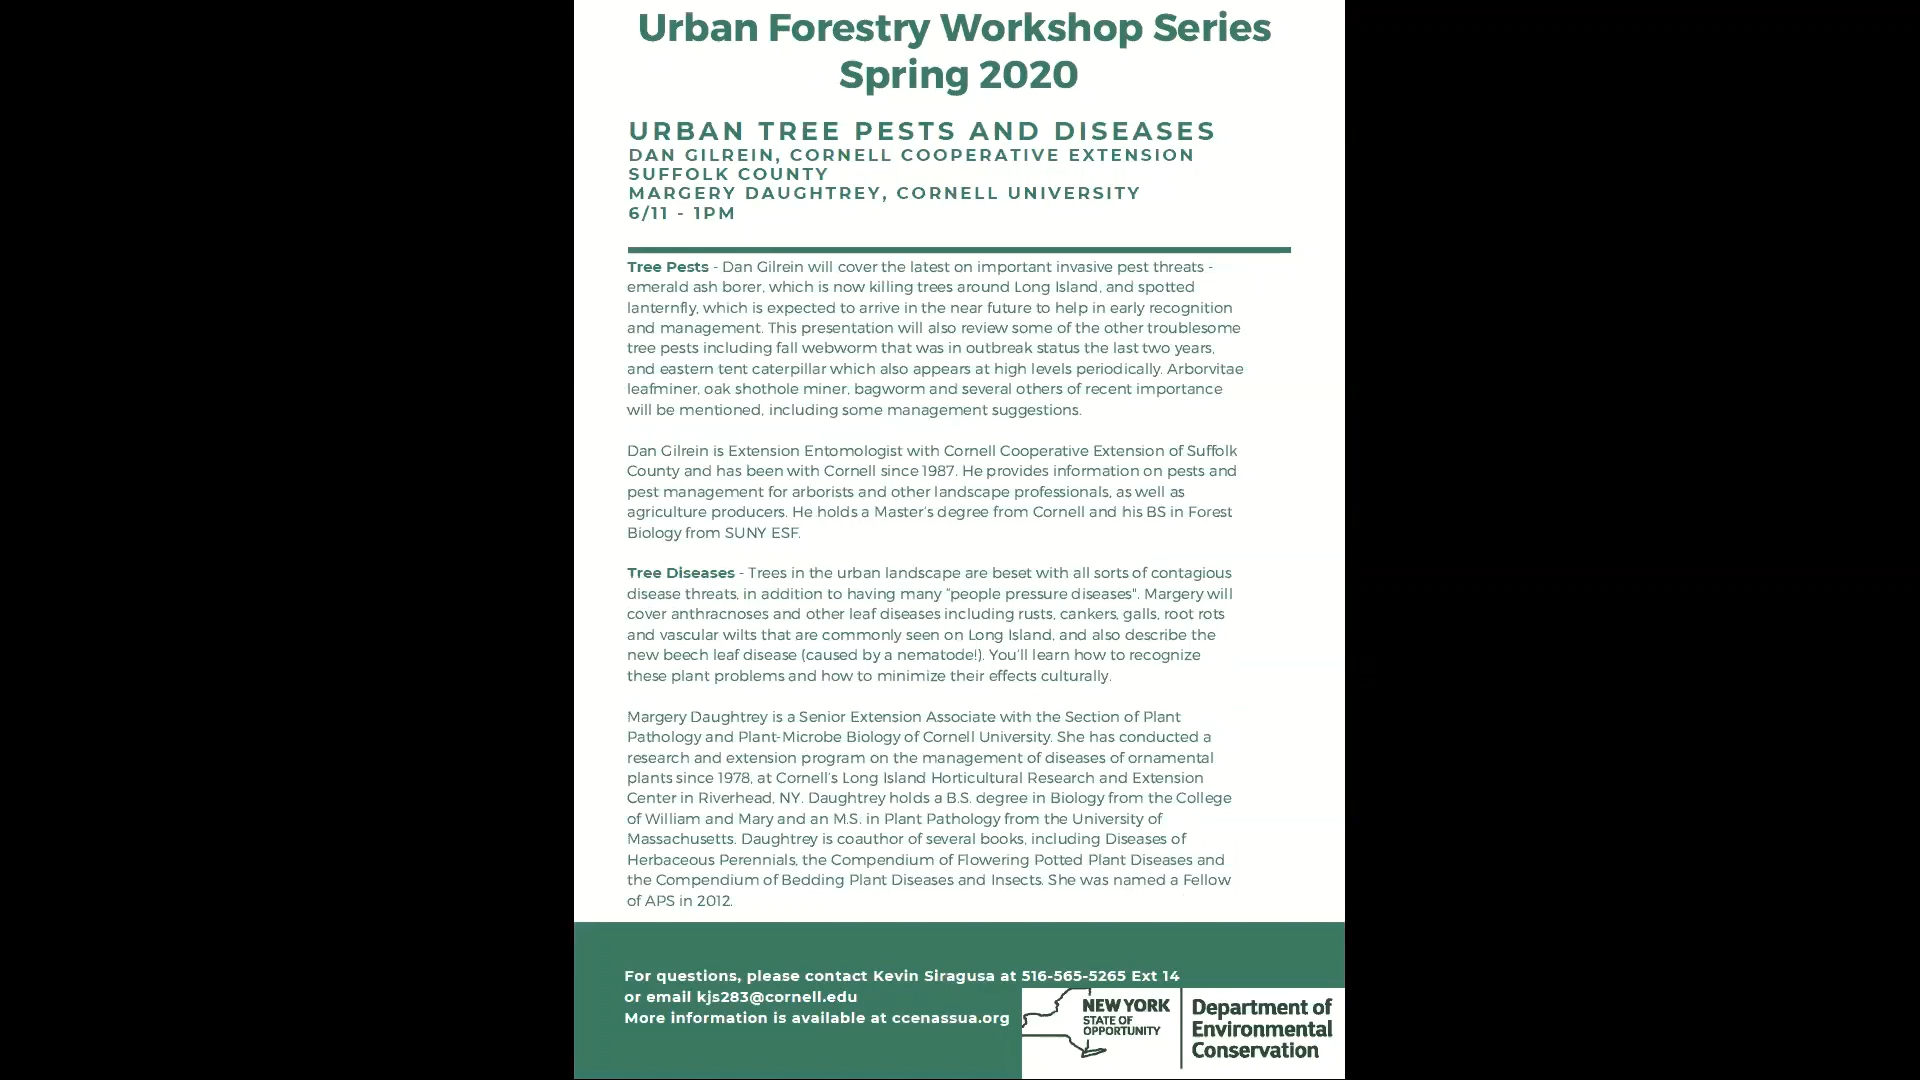 Urban Forestry Workshop Series
Spring 2020
URBAN TREE PESTS AND DISEASES
DAN GILREIN, CORNELL COOPERATIVE EXTENSION
SUFFOLK COUNTY
MARGERY DAUGHTREY, CORNELL UNIVERSITY
6/11 - 1PM
Tree Pests - Dan Gilrein will cover the latest on important invasive pest threats -
emerald ash borer, which is now killing trees around Long Island, and spotted
lanternfly, which is expected to arrive in the near future to help in early recognition
and management. This presentation will also review some of the other troublesome
tree pests including fall webworm that was in outbreak status the last two years,
and eastern tent caterpillar which also appears at high levels periodically. Arborvitae
leafminer, oak shothole miner, bagworm and several others of recent importance
will be mentioned, including some management suggestions.
Dan Gilrein is Extension Entomologist with Cornell Cooperative Extension of Suffolk
County and has been with Cornell since 1987. He provides information on pests and
pest management for arborists and other landscape professionals, as well as
agriculture producers. He holds a Master's degree from Cornell and his BS in Forest
Biology from SUNY ESF.
Tree Diseases - Trees in the urban landscape are beset with all sorts of contagious
disease threats, in addition to having many "people pressure diseases". Margery will
cover anthracnoses and other leaf diseases including rusts, cankers, galls, root rots
and vascular wilts that are commonly seen on Long Island, and also describe the
new beech leaf disease (caused by a nematode!). You'll learn how to recognize
these plant problems and how to minimize their effects culturally.
Margery Daughtrey is a Senior Extension Associate with the Section of Plant
Pathology and Plant-Microbe Biology of Cornell University. She has conducted a
research and extension program on the management of diseases of ornamental
plants since 1978, at Cornell's Long Island Horticultural Research and Extension
Center in Riverhead, NY. Daughtrey holds a B.S. degree in Biology from the College
of William and Mary and an M.S. in Plant Pathology from the University of
Massachusetts. Daughtrey is coauthor of several books, including Diseases of
Herbaceous Perennials, the Compendium of Flowering Potted Plant Diseases and
the Compendium of Bedding Plant Diseases and Insects. She was named a Fellow
of APS in 2012.
For questions, please contact Kevin Siragusa at 516-565-5265 Ext 14
or email kjs283@cornell.edu
More information is available at ccenassua.org
NEW YORK
STATE OF
OPPORTUNITY
Department of
Environmental
Conservation